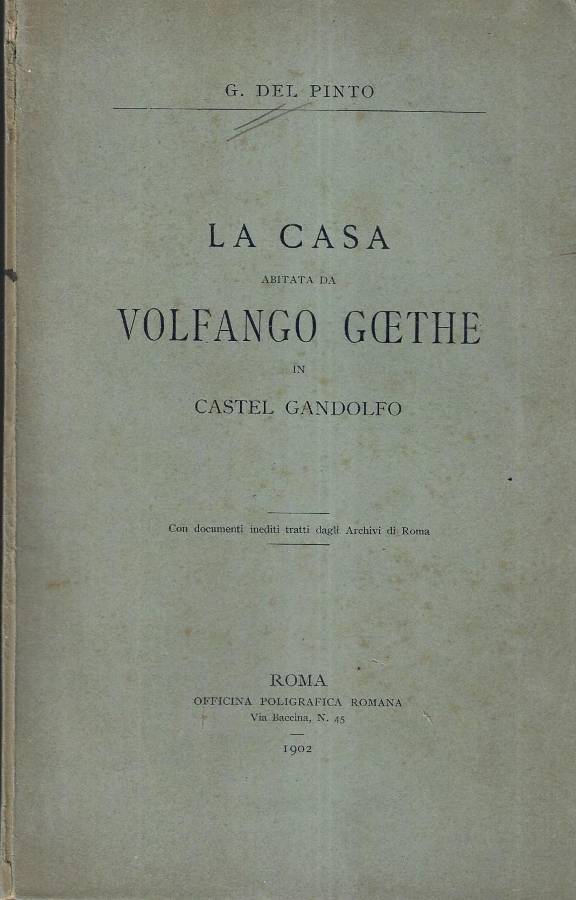 G. DEL PINTO
LA CASA
ABITATA DA
VOLFANGO GŒTHE
IN
CASTEL GANDOLFO
Con documenti inediti tratti dagli Archivi di Roma
ROMA
OFFICINA POLIGRAFICA ROMANA
Via Baccina, N. 45
1902